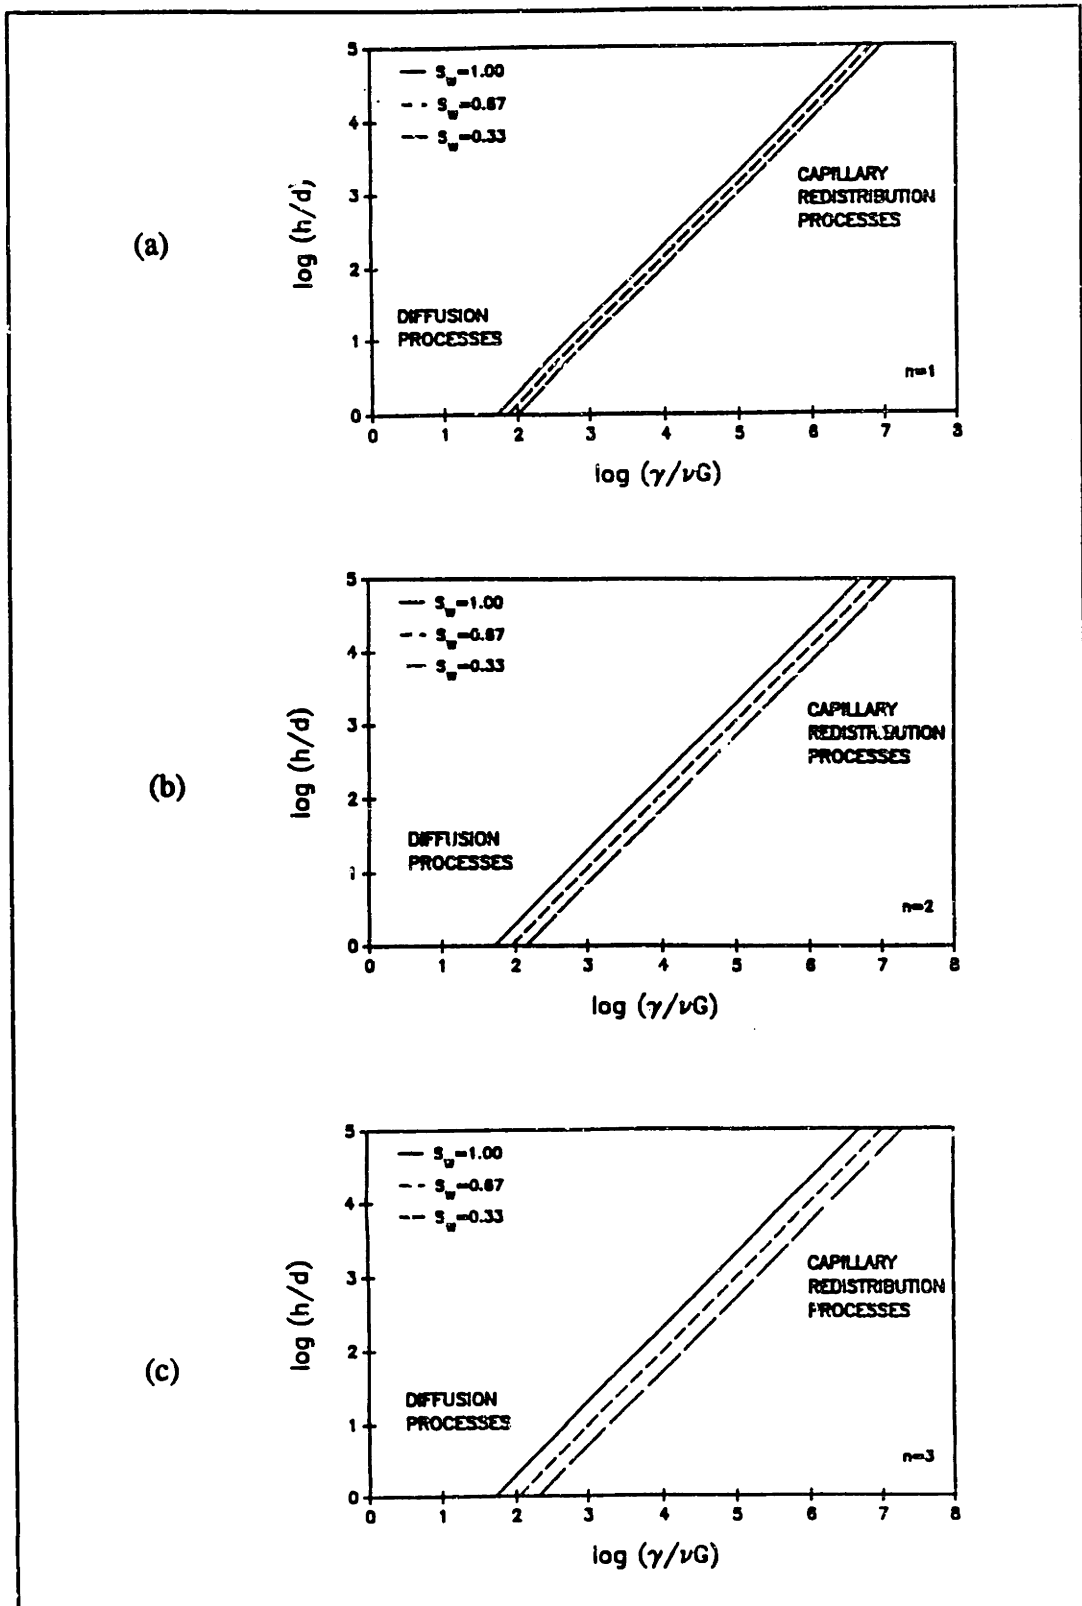 (a)
5
4
3
2
1
0
log (h/d)
S_w=1.00
S_w=0.67
S_w=0.33
DIFFUSION
PROCESSES
CAPILLARY
REDISTRIBUTION
PROCESSES
n=1
0 1 2 3 4 5 6 7 8
log (γ/νG)
(b)
5
4
3
2
1
0
log (h/d)
S_w=1.00
S_w=0.67
S_w=0.33
DIFFUSION
PROCESSES
CAPILLARY
REDISTRIBUTION
PROCESSES
n=2
0 1 2 3 4 5 6 7 8
log (γ/νG)
(c)
5
4
3
2
1
0
log (h/d)
S_w=1.00
S_w=0.67
S_w=0.33
DIFFUSION
PROCESSES
CAPILLARY
REDISTRIBUTION
PROCESSES
n=3
0 1 2 3 4 5 6 7 8
log (γ/νG)